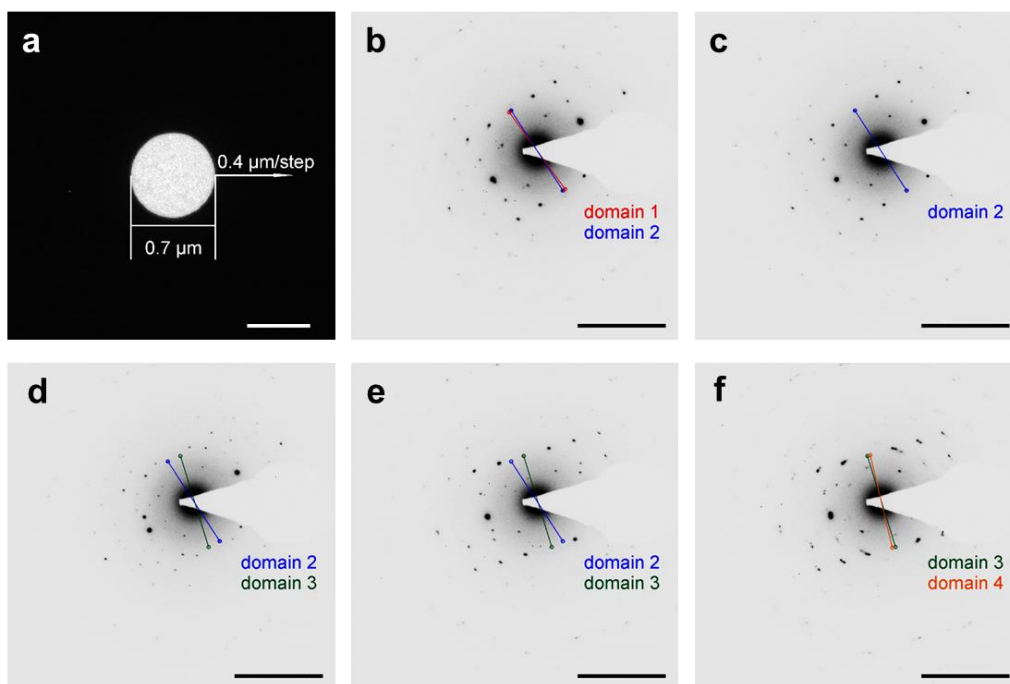 a
0.4 µm/step
0.7 µm
b
domain 1
domain 2
c
domain 2
d
domain 2
domain 3
e
domain 2
domain 3
f
domain 3
domain 4